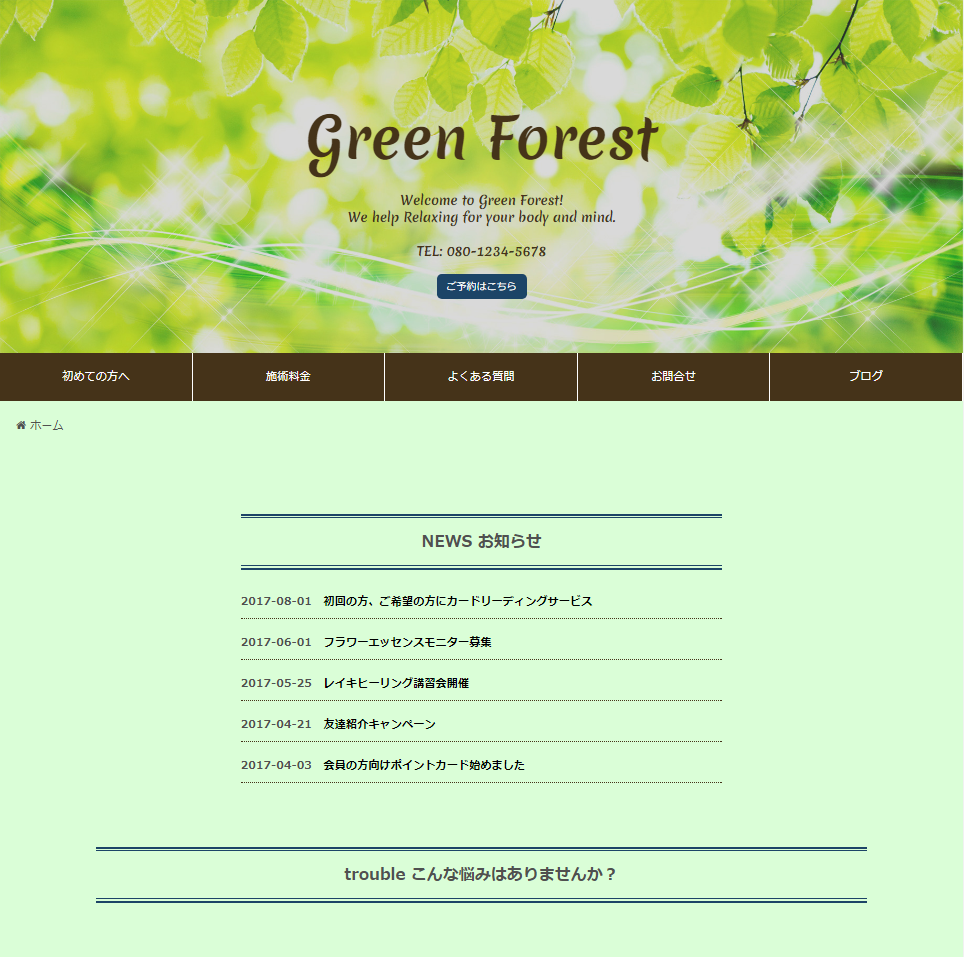 Green Forest
Welcome to Green Forest!
We help Relaxing for your body and mind.
TEL: 080-1234-5678
ご予約はこちら
初めての方へ
施術料金
よくある質問
お問合せ
ブログ
ホーム
NEWS お知らせ
2017-08-01 初回の方、ご希望の方にカードリーディングサービス
2017-06-01 フラワーエッセンスモニター募集
2017-05-25 レイキヒーリング講習会開催
2017-04-21 友達紹介キャンペーン
2017-04-03 会員の方向けポイントカード始めました
trouble こんな悩みはありませんか？